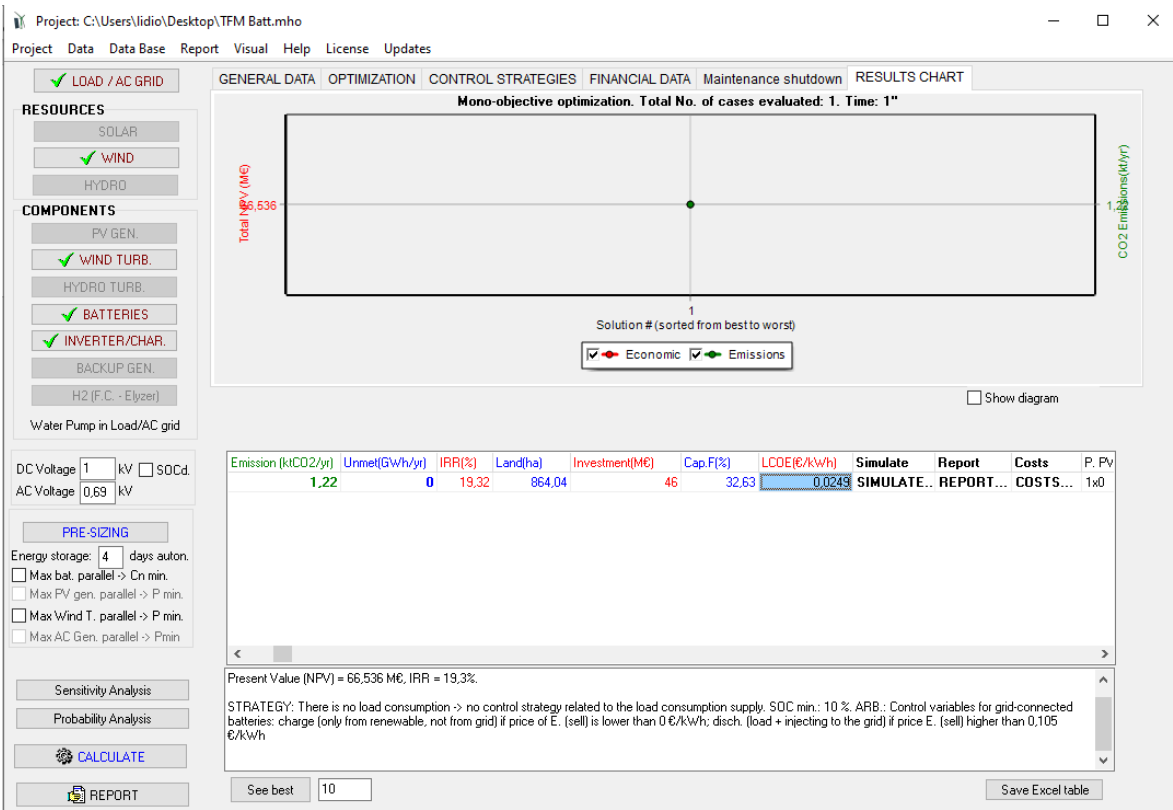 Project: C:\Users\lidio\Desktop\TFM Batt.mho
Project Data Data Base Report Visual Help License Updates
LOAD / AC GRID
RESOURCES
SOLAR
WIND
HYDRO
COMPONENTS
PV GEN.
WIND TURB.
HYDRO TURB.
BATTERIES
INVERTER/CHAR.
BACKUP GEN.
H2 (F.C. - Elyzer)
Water Pump in Load/AC grid
DC Voltage 1 kV SOCd.
AC Voltage 0,69 kV
PRE-SIZING
Energy storage: 4 days auton.
Max bat. parallel -> Cn min.
Max PV gen. parallel -> P min.
Max Wind T. parallel -> P min.
Max AC Gen. parallel -> Pmin
Sensitivity Analysis
Probability Analysis
CALCULATE
REPORT
GENERAL DATA OPTIMIZATION CONTROL STRATEGIES FINANCIAL DATA Maintenance shutdown RESULTS CHART
Mono-objective optimization. Total No. of cases evaluated: 1. Time: 1"
Total NPV (M€)
66,536
1,22
CO2 Emissions(kt/yr)
1
Solution # (sorted from best to worst)
Economic Emissions
Show diagram
Emission (ktCO2/yr) Unmet(GWh/yr) IRR(%) Land(ha) Investment(M€) Cap.F(%) LCOE(€/kWh) Simulate Report Costs P. PV
1,22 0 19,32 864,04 46 32,63 0,0249 SIMULATE.. REPORT... COSTS... 1x0
Present Value (NPV) = 66,536 M€, IRR = 19,3%.
STRATEGY: There is no load consumption -> no control strategy related to the load consumption supply. SOC min.: 10 %. ARB.: Control variables for grid-connected
batteries: charge (only from renewable, not from grid) if price of E. (sell) is lower than 0 €/kWh; disch. (load + injecting to the grid) if price E. (sell) higher than 0,105
€/kWh
See best 10
Save Excel table